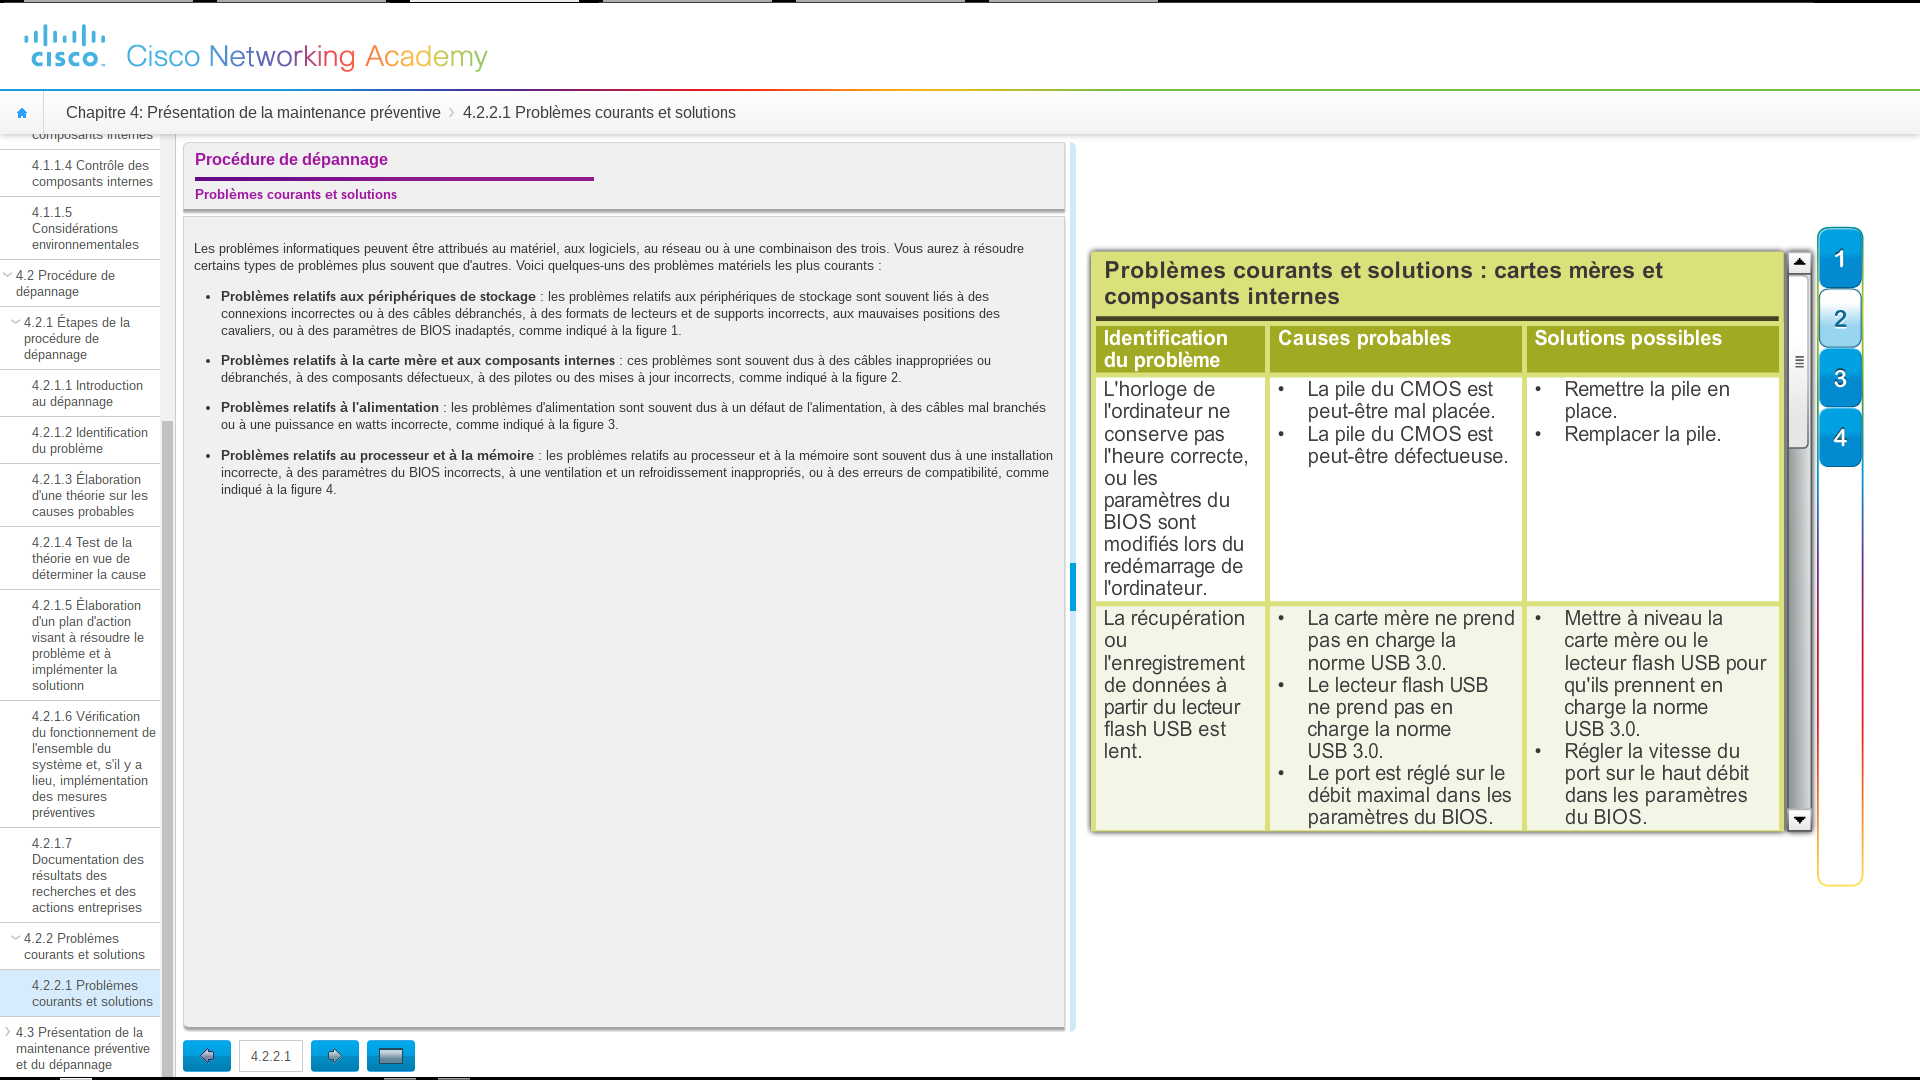 CISCO
Cisco Networking Academy
Chapitre 4: Présentation de la maintenance préventive
4.2.2.1 Problèmes courants et solutions
composants internes
4.1.1.4 Contrôle des
composants internes
4.1.1.5
Considérations
environnementales
4.2 Procédure de
dépannage
4.2.1 Étapes de la
procédure de
dépannage
4.2.1.1 Introduction
au dépannage
4.2.1.2 Identification
du problème
4.2.1.3 Élaboration
d'une théorie sur les
causes probables
4.2.1.4 Test de la
théorie en vue de
déterminer la cause
4.2.1.5 Élaboration
d'un plan d'action
visant à résoudre le
problème et à
implémenter la
solutionn
4.2.1.6 Vérification
du fonctionnement de
l'ensemble du
système et, s'il y a
lieu, implémentation
des mesures
préventives
4.2.1.7
Documentation des
résultats des
recherches et des
actions entreprises
4.2.2 Problèmes
courants et solutions
4.2.2.1 Problèmes
courants et solutions
4.3 Présentation de la
maintenance préventive
et du dépannage
Procédure de dépannage
Problèmes courants et solutions
Les problèmes informatiques peuvent être attribués au matériel, aux logiciels, au réseau ou à une combinaison des trois. Vous aurez à résoudre
certains types de problèmes plus souvent que d'autres. Voici quelques-uns des problèmes matériels les plus courants :
• Problèmes relatifs aux périphériques de stockage : les problèmes relatifs aux périphériques de stockage sont souvent liés à des
connexions incorrectes ou à des câbles débranchés, à des formats de lecteurs et de supports incorrects, aux mauvaises positions des
cavaliers, ou à des paramètres de BIOS inadaptés, comme indiqué à la figure 1.
• Problèmes relatifs à la carte mère et aux composants internes : ces problèmes sont souvent dus à des câbles inappropriées ou
débranchés, à des composants défectueux, à des pilotes ou des mises à jour incorrects, comme indiqué à la figure 2.
• Problèmes relatifs à l'alimentation : les problèmes d'alimentation sont souvent dus à un défaut de l'alimentation, à des câbles mal branchés
ou à une puissance en watts incorrecte, comme indiqué à la figure 3.
• Problèmes relatifs au processeur et à la mémoire : les problèmes relatifs au processeur et à la mémoire sont souvent dus à une installation
incorrecte, à des paramètres du BIOS incorrects, à une ventilation et un refroidissement inappropriés, ou à des erreurs de compatibilité, comme
indiqué à la figure 4.
4.2.2.1
Problèmes courants et solutions : cartes mères et
composants internes
Identification
du problème
Causes probables
Solutions possibles
L'horloge de
l'ordinateur ne
conserve pas
l'heure correcte,
ou les
paramètres du
BIOS sont
modifiés lors du
redémarrage de
l'ordinateur.
• La pile du CMOS est
peut-être mal placée.
• La pile du CMOS est
peut-être défectueuse.
• Remettre la pile en
place.
• Remplacer la pile.
La récupération
ou
l'enregistrement
de données à
partir du lecteur
flash USB est
lent.
• La carte mère ne prend
pas en charge la
norme USB 3.0.
• Le lecteur flash USB
ne prend pas en
charge la norme
USB 3.0.
• Le port est réglé sur le
débit maximal dans les
paramètres du BIOS.
• Mettre à niveau la
carte mère ou le
lecteur flash USB pour
qu'ils prennent en
charge la norme
USB 3.0.
• Régler la vitesse du
port sur le haut débit
dans les paramètres
du BIOS.
1
2
3
4